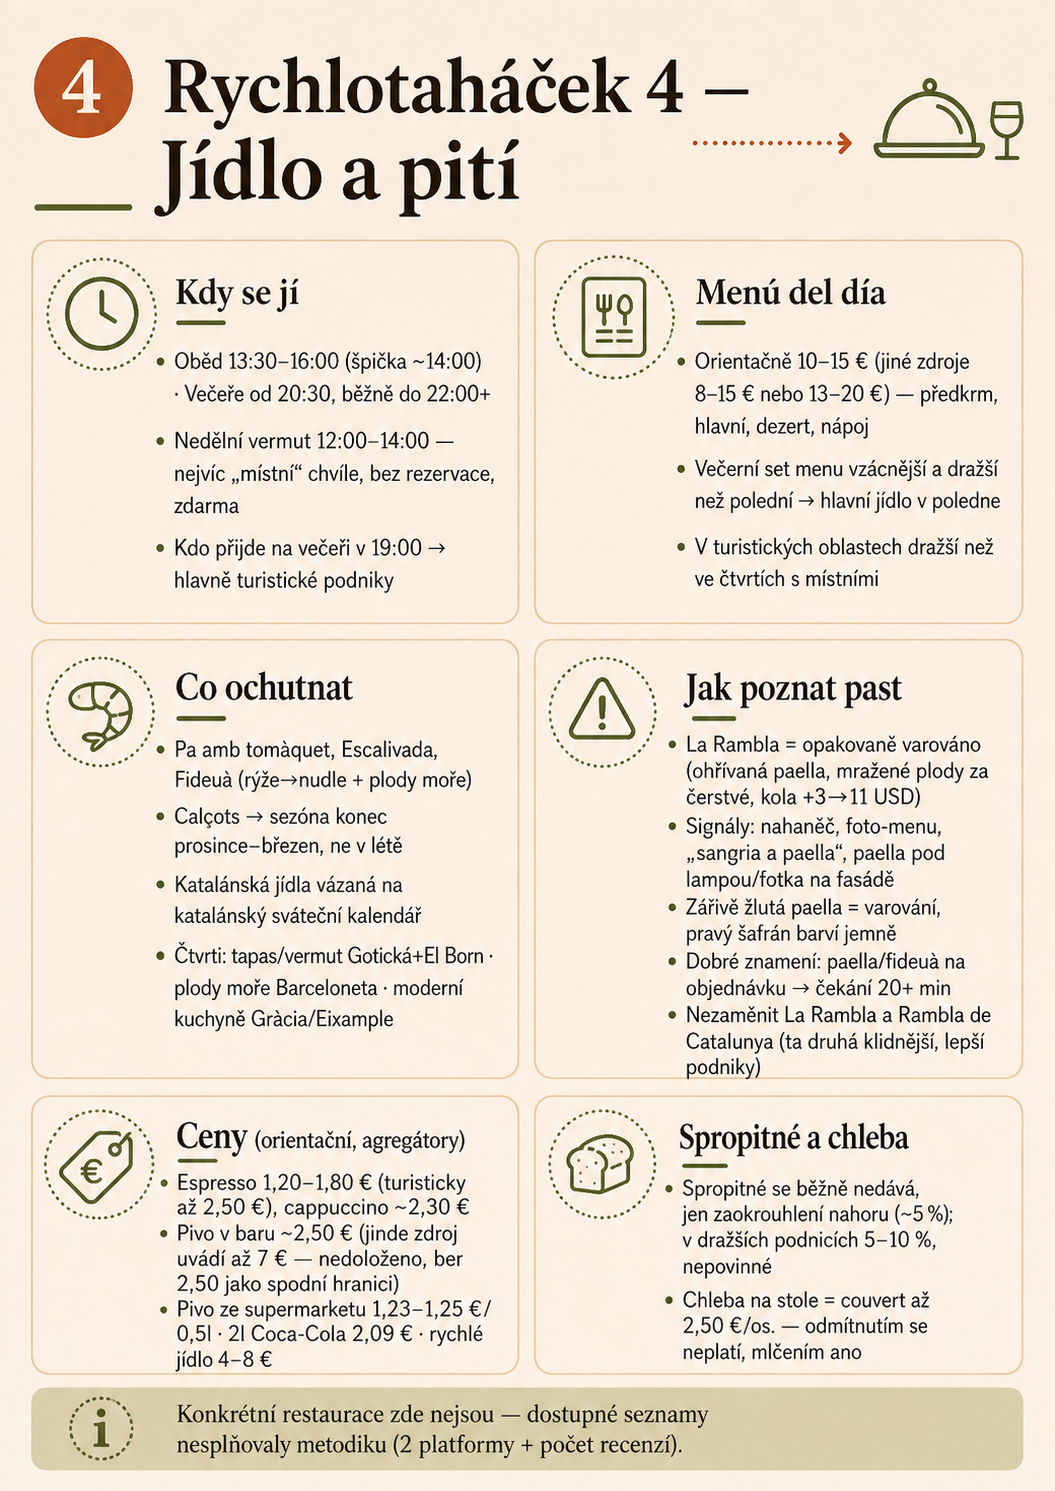 4
Rychlotaháček 4 –
Jídlo a pití
Kdy se jí
• Oběd 13:30–16:00 (špička ~14:00)
· Večeře od 20:30, běžně do 22:00+
• Nedělní vermut 12:00–14:00 —
nejvíc „místní“ chvíle, bez rezervace,
zdarma
• Kdo přijde na večeři v 19:00 →
hlavně turistické podniky
Menú del día
• Orientačně 10–15 € (jiné zdroje
8–15 € nebo 13–20 €) — předkrm,
hlavní, dezert, nápoj
• Večerní set menu vzácnější a dražší
než polední → hlavní jídlo v poledne
• V turistických oblastech dražší než
ve čtvrtích s místními
Co ochutnat
• Pa amb tomàquet, Escalivada,
Fideuà (rýže→nudle + plody moře)
• Calçots → sezóna konec
prosince–březen, ne v létě
• Katalánská jídla vázaná na
katalánský sváteční kalendář
• Čtvrti: tapas/vermut Gotická+El Born ·
plody moře Barceloneta · moderní
kuchyně Gràcia/Eixample
Jak poznat past
• La Rambla = opakovaně varováno
(ohřívaná paella, mražené plody za
čerstvé, kola +3→11 USD)
• Signály: nahaněč, foto-menu,
„sangria a paella“, paella pod
lampou/fotka na fasádě
• Zářivě žlutá paella = varování,
pravý šafrán barví jemně
• Dobré znamení: paella/fideuà na
objednávku → čekání 20+ min
• Nezaměnit La Rambla a Rambla de
Catalunya (ta druhá klidnější, lepší
podniky)
Ceny (orientační, agregátory)
• Espresso 1,20–1,80 € (turisticky
až 2,50 €), cappuccino ~2,30 €
• Pivo v baru ~2,50 € (jinde zdroj
uvádí až 7 € — nedoloženo, ber
2,50 jako spodní hranici)
• Pivo ze supermarketu 1,23–1,25 €/
0,5l · 2l Coca-Cola 2,09 € · rychlé
jídlo 4–8 €
Spropitné a chleba
• Spropitné se běžně nedává,
jen zaokrouhlení nahoru (~5 %);
v dražších podnicích 5–10 %,
nepovinné
• Chleba na stole = couvert až
2,50 €/os. — odmítnutím se
neplatí, mlčením ano
Konkrétní restaurace zde nejsou — dostupné seznamy
nesplňovaly metodiku (2 platformy + počet recenzí).